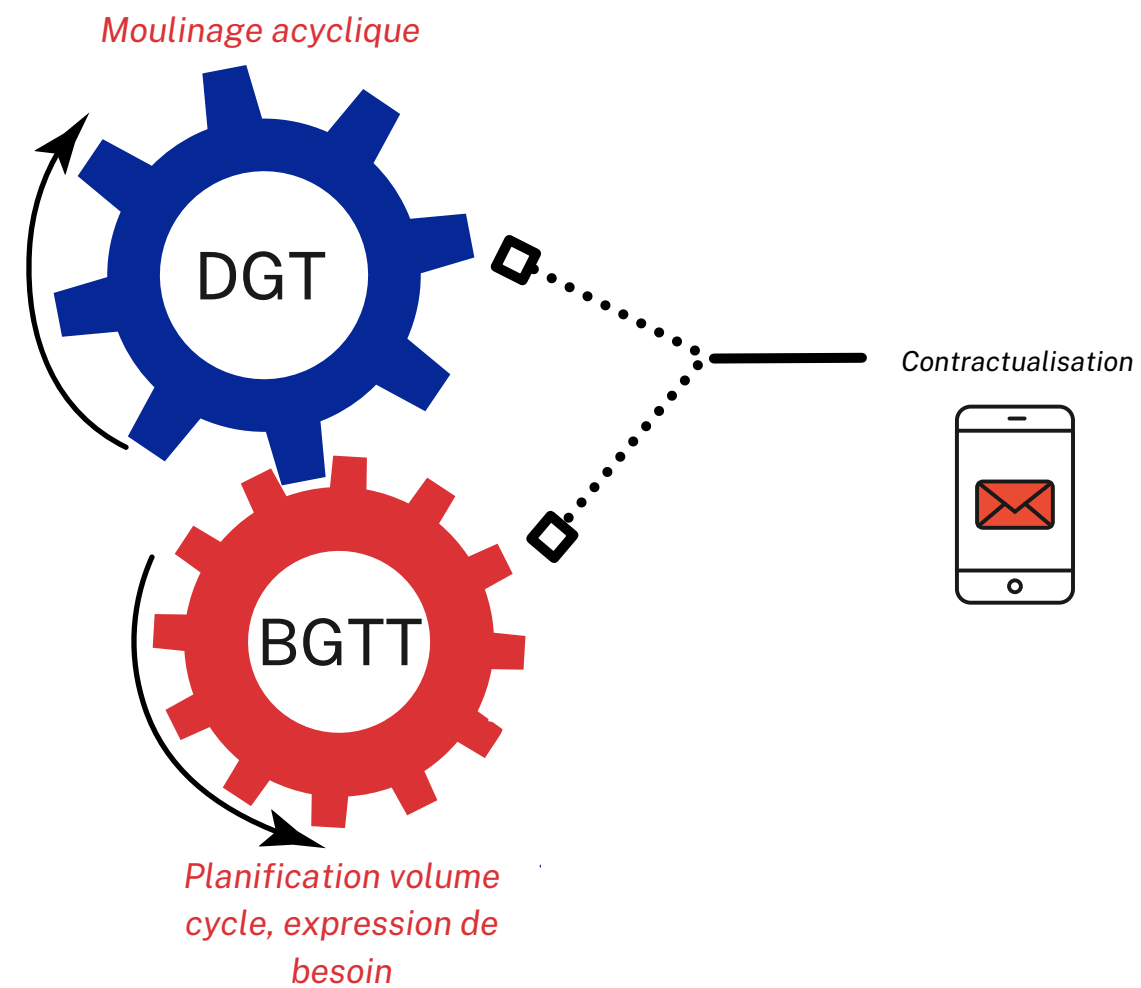 Moulinage acyclique
DGT
Contractualisation
BGTT
Planification volume
cycle, expression de
besoin